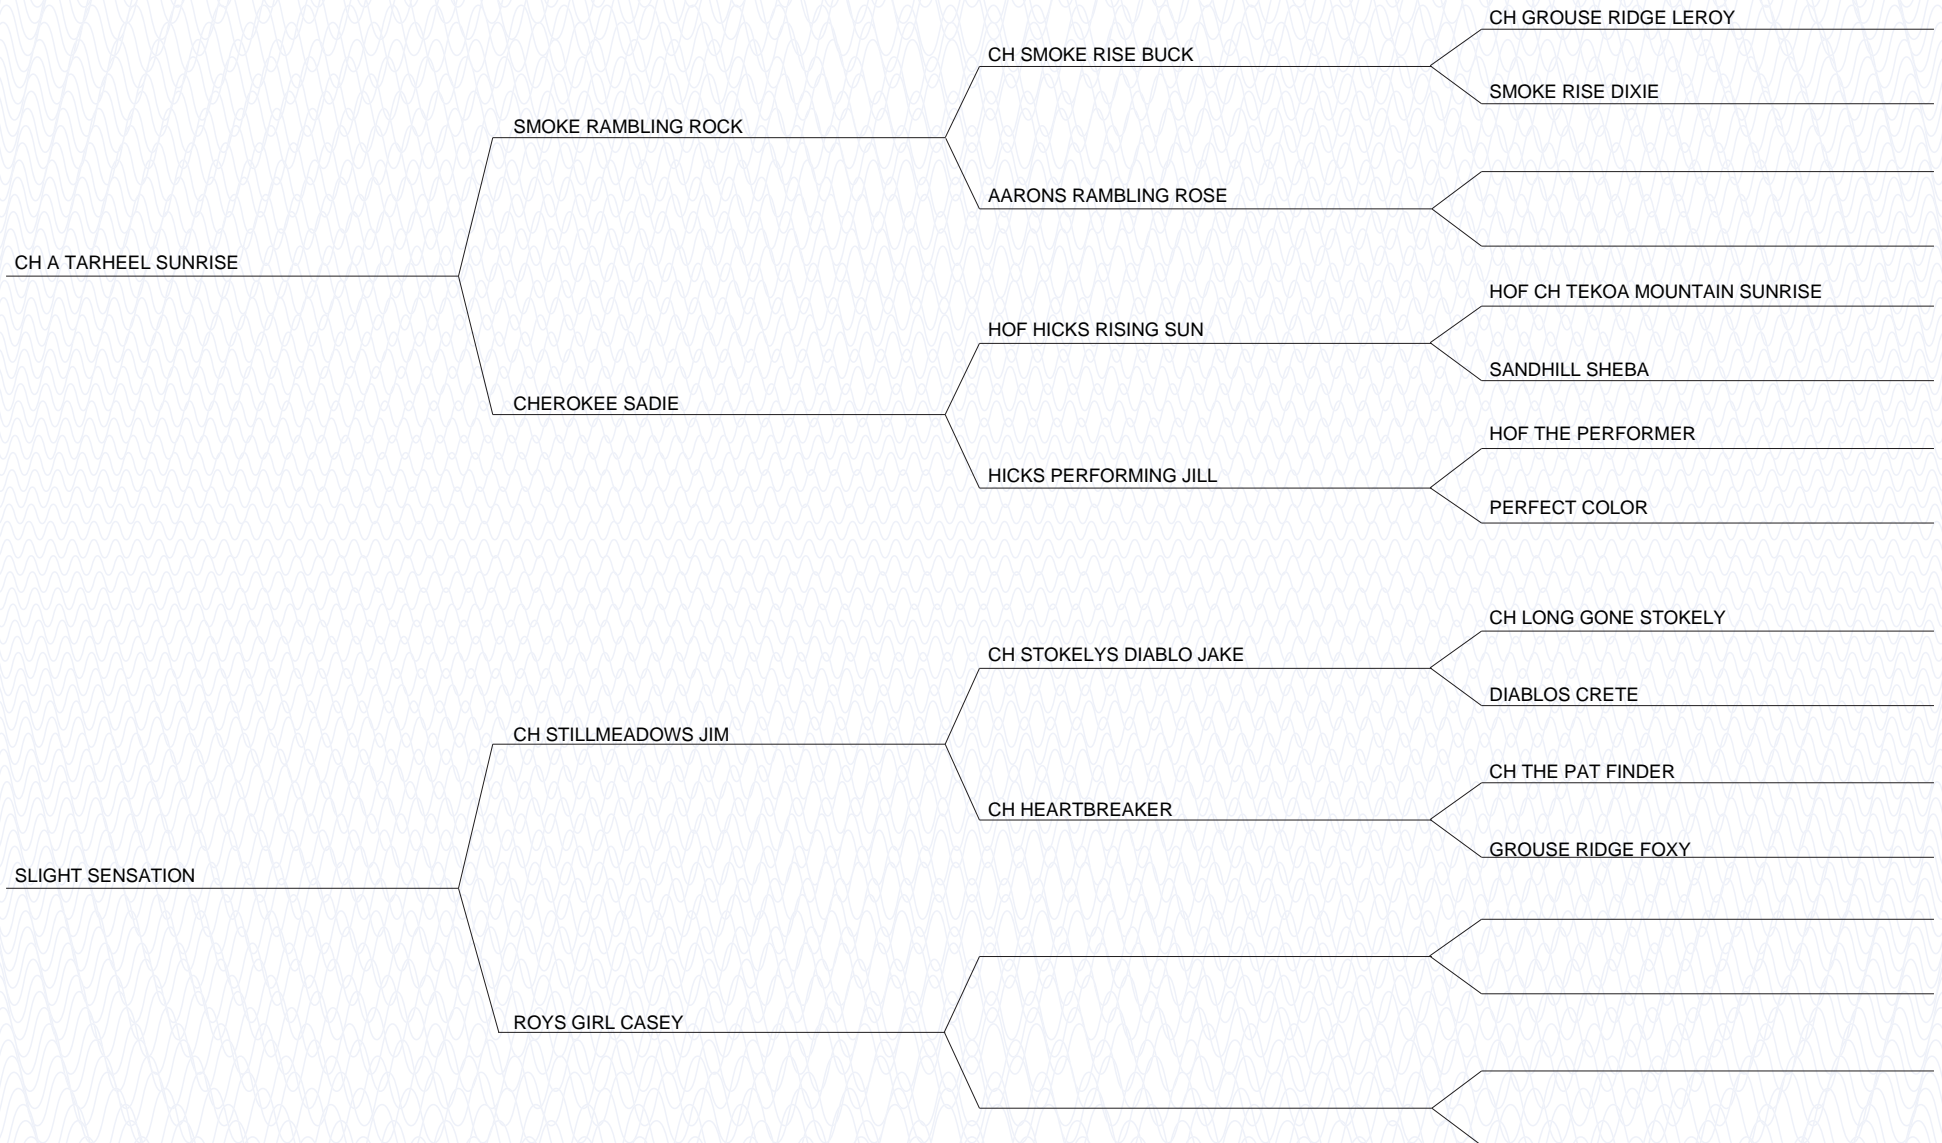 CH GROUSE RIDGE LEROY
CH SMOKE RISE BUCK
SMOKE RISE DIXIE
SMOKE RAMBLING ROCK
AARONS RAMBLING ROSE
CH A TARHEEL SUNRISE
HOF CH TEKOA MOUNTAIN SUNRISE
HOF HICKS RISING SUN
SANDHILL SHEBA
CHEROKEE SADIE
HOF THE PERFORMER
HICKS PERFORMING JILL
PERFECT COLOR
CH LONG GONE STOKELY
CH STOKELYS DIABLO JAKE
DIABLOS CRETE
CH STILLMEADOWS JIM
CH THE PAT FINDER
CH HEARTBREAKER
GROUSE RIDGE FOXY
SLIGHT SENSATION
ROYS GIRL CASEY